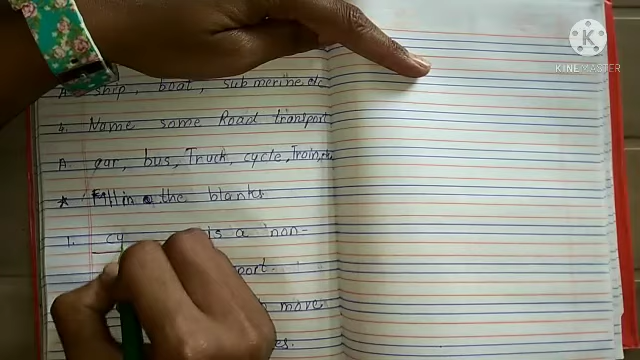 A. ship, boat, submarine, etc
4. Name some Road transport
A. car, bus, Truck, cycle, Train, etc.
* Fill in the blanks
1. cy is a non-
port.
moves
es.
KINEMASTER